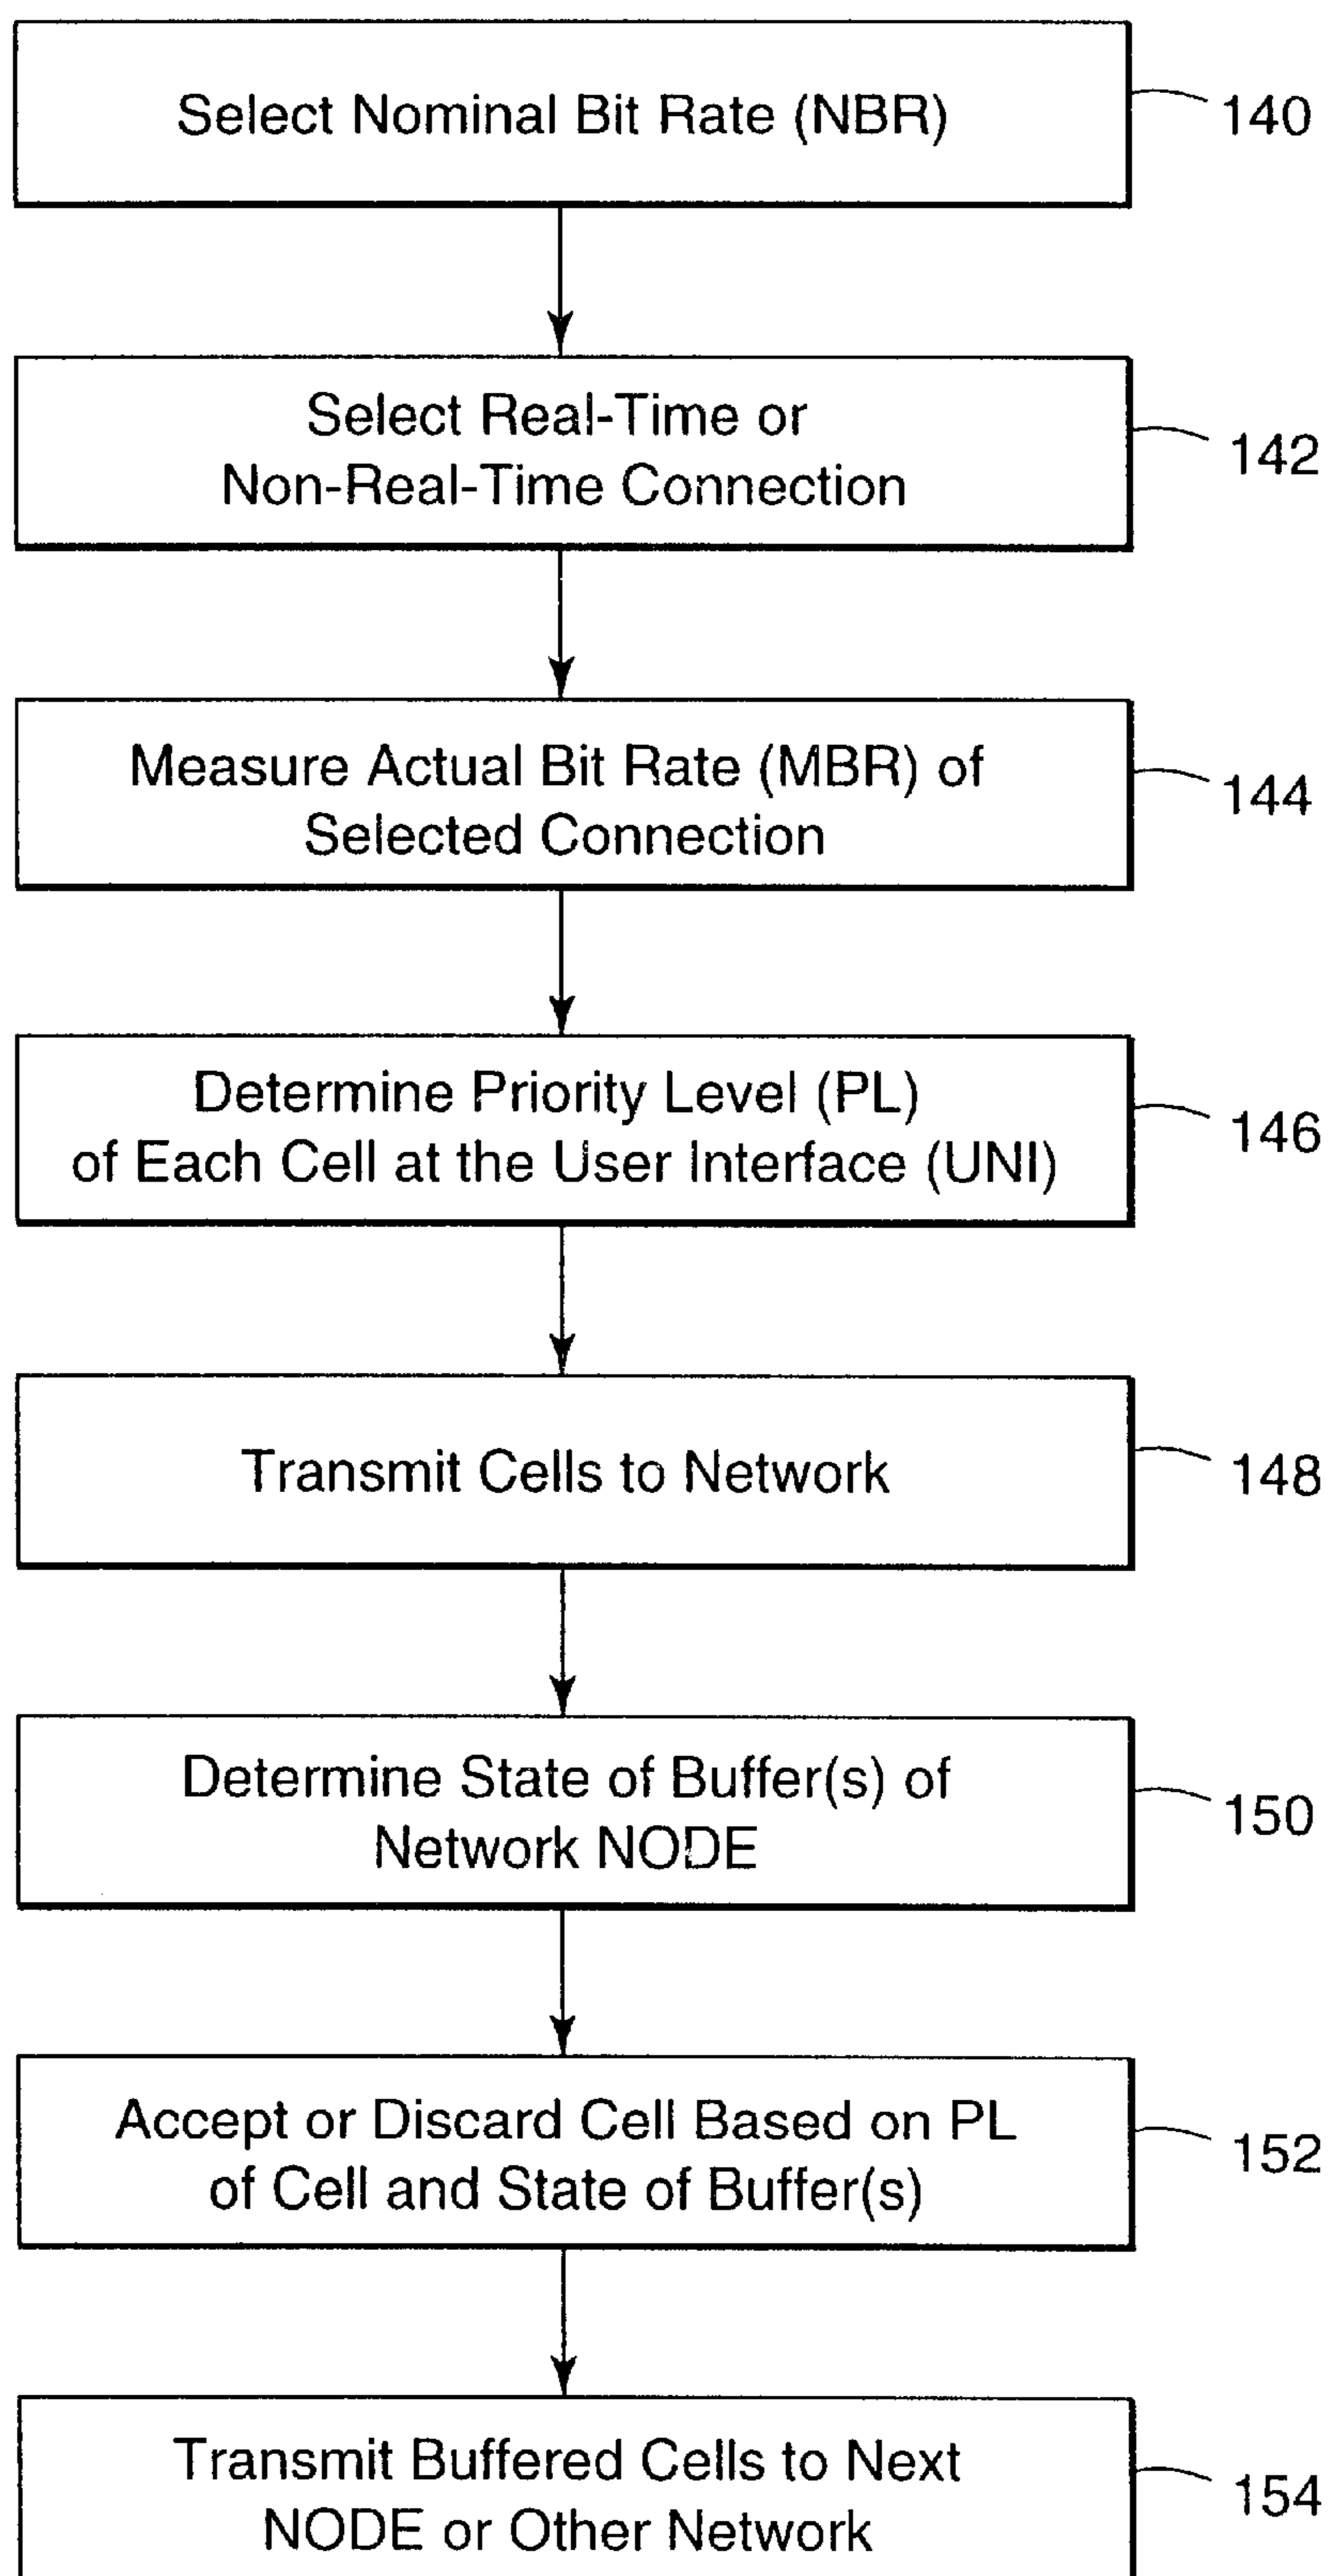 Select Nominal Bit Rate (NBR)
140
Select Real-Time or
Non-Real-Time Connection
142
Measure Actual Bit Rate (MBR) of
Selected Connection
144
Determine Priority Level (PL)
of Each Cell at the User Interface (UNI)
146
Transmit Cells to Network
148
Determine State of Buffer(s) of
Network NODE
150
Accept or Discard Cell Based on PL
of Cell and State of Buffer(s)
152
Transmit Buffered Cells to Next
NODE or Other Network
154